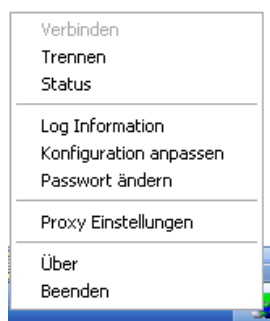 Verbinden
Trennen
Status
Log Information
Konfiguration anpassen
Passwort ändern
Proxy Einstellungen
Über
Beenden